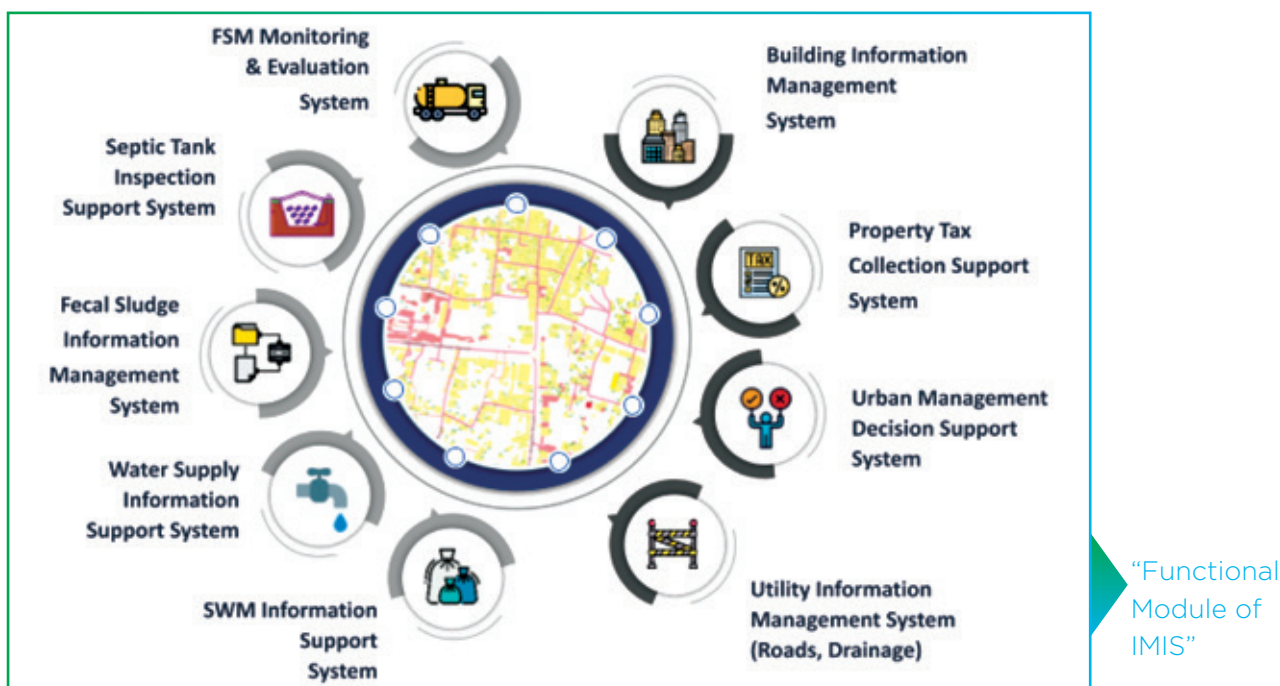 FSM Monitoring
& Evaluation
System
Building Information
Management
System
Septic Tank
Inspection
Support System
Property Tax
Collection Support
System
TAX
%
Fecal Sludge
Information
Management
System
Urban Management
Decision Support
System
Water Supply
Information
Support System
SWM Information
Support
System
Utility Information
Management System
(Roads, Drainage)
“Functional
Module of
IMIS”